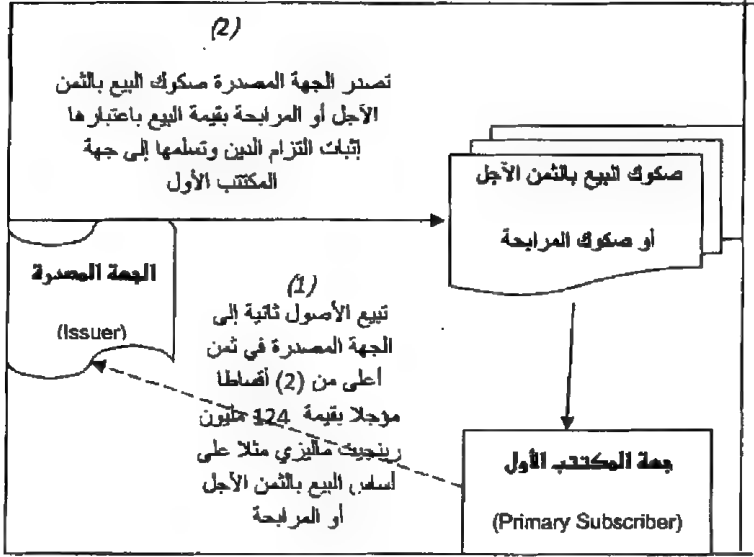 (2)
تصدر الجهة المصدرة صكوك البيع بالثمن
الآجل أو المرابحة بقيمة البيع باعتبارها
إثبات التزام الدين وتسلمها إلى جهة
المكتتب الأول
صكوك البيع بالثمن الآجل
أو صكوك المرابحة
الجهة المصدرة
(Issuer)
(1)
تبيع الأصول ثانية إلى
الجهة المصدرة في ثمن
أعلى من (2) أقساطا
مؤجلا بقيمة 124 مليون
رينجيت ماليزي مثلا على
أساس البيع بالثمن الآجل
أو المرابحة
جهة المكتتب الأول
(Primary Subscriber)